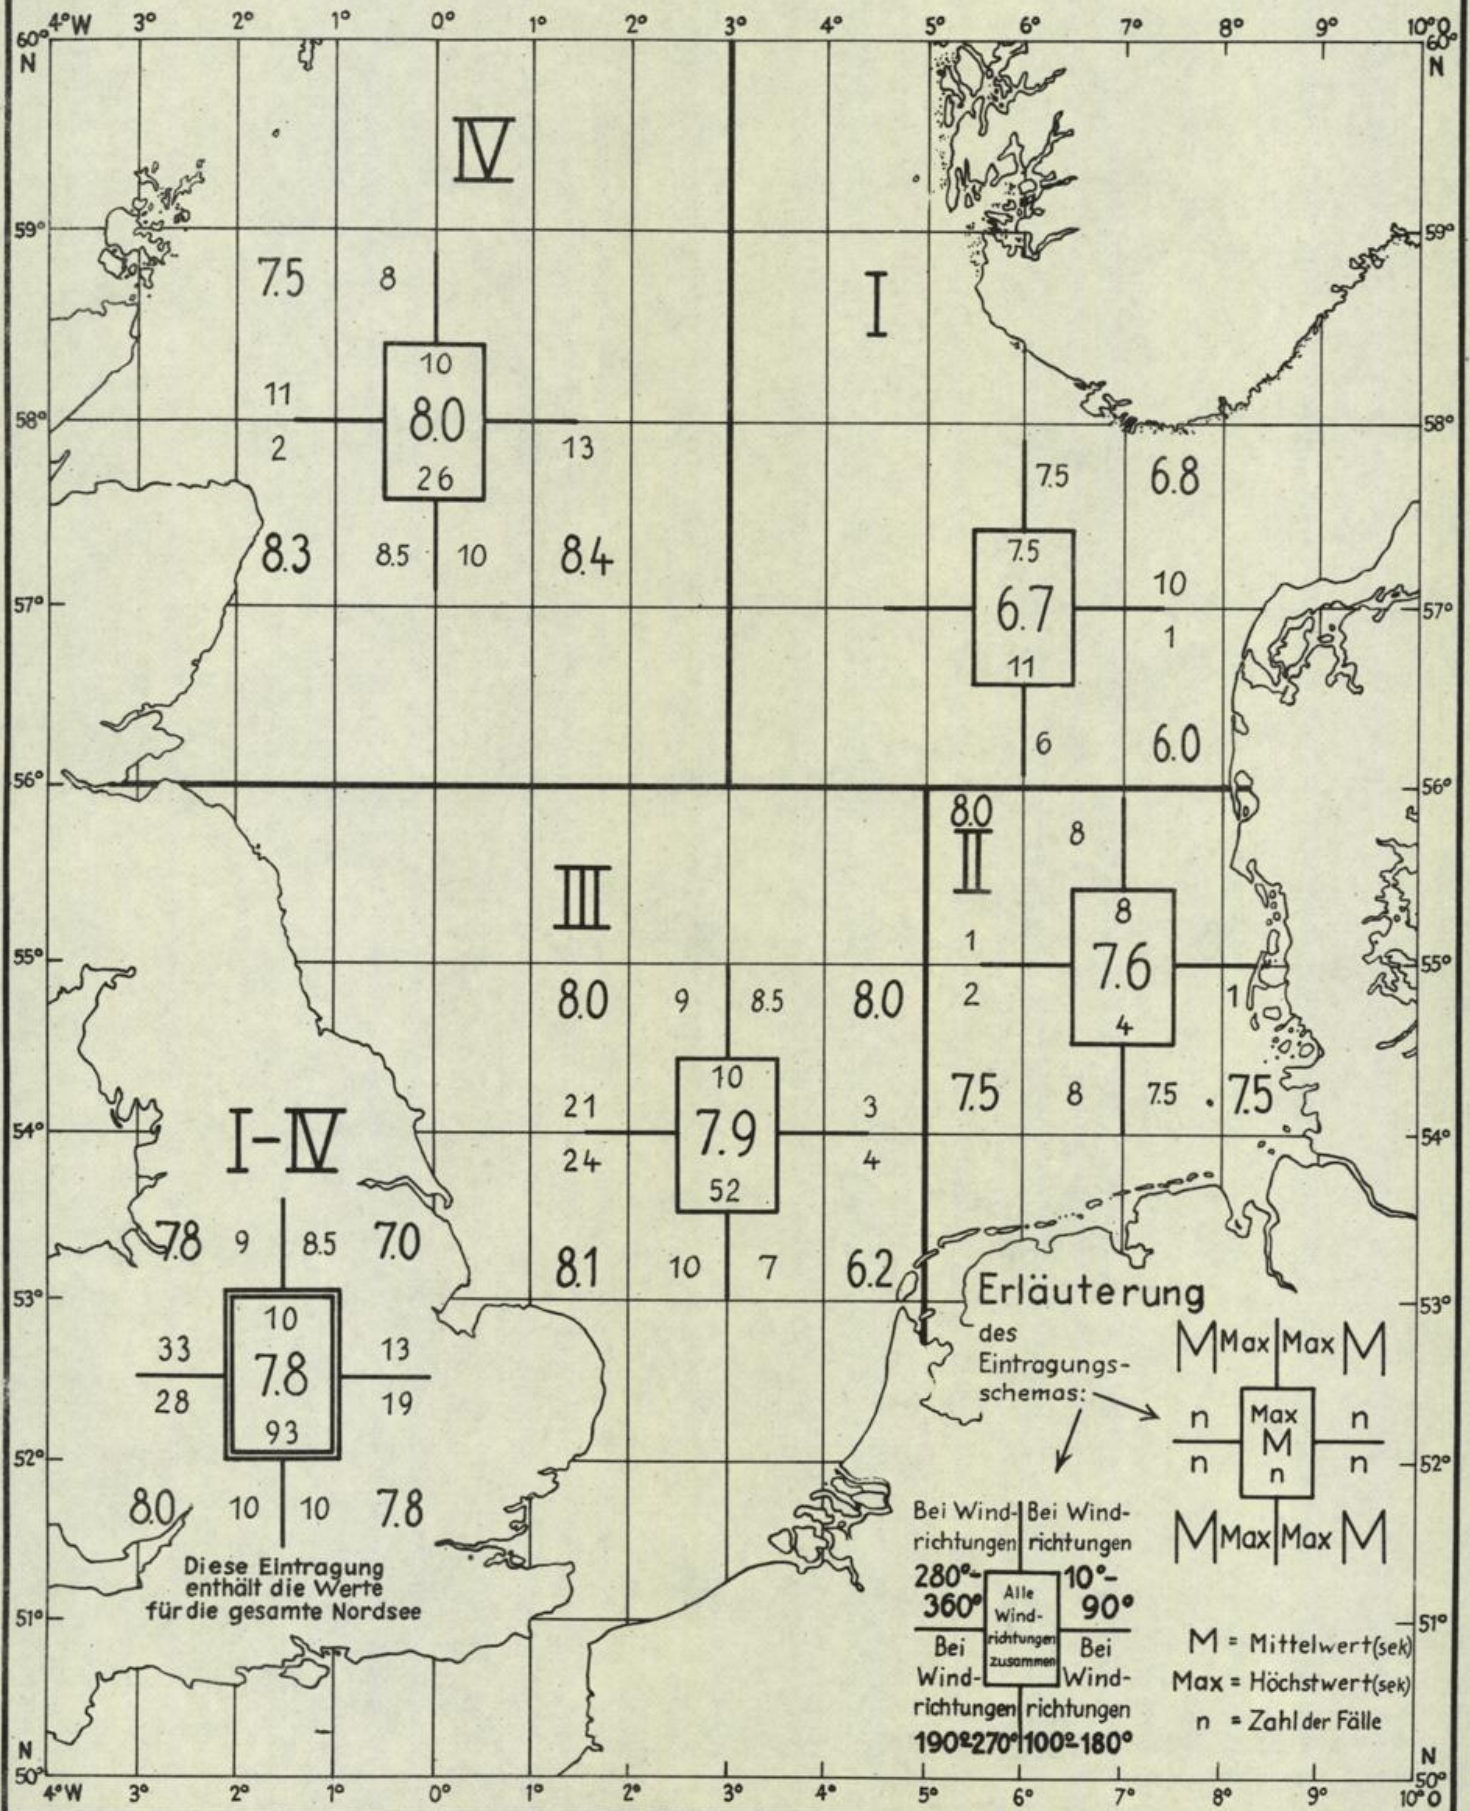 4°W 3° 2° 1° 0° 1° 2° 3° 4° 5° 6° 7° 8° 9° 10°O
60° 60°
N N
IV
59° 59°
7.5 8
I
10
11 8.0
58° 58°
2 26 13
7.5 6.8
8.3 8.5 10 8.4
7.5
10
57° 6.7 57°
1
11
6 6.0
56° 56°
8.0 8
II
III
8
1 7.6
55° 55°
2 1
4
8.0 9 8.5 8.0
7.5 8 7.5 7.5
10
21 7.9 3
54° 54°
24 4
52
I-IV
7.8 9 8.5 7.0
8.1 10 7 6.2
53° 53°
Erläuterung
des
Eintragungs-
schemas:
M Max Max M
10
33 7.8 13
28 19
93
n Max n
M
n n n
52° 52°
8.0 10 10 7.8
M Max Max M
Diese Eintragung
enthält die Werte
für die gesamte Nordsee
Bei Wind- Bei Wind-
richtungen richtungen
280°- 10°-
360° 90°
Alle
Wind-
richtungen
zusammen
51° 51°
Bei Bei
Wind- Wind-
richtungen richtungen
190°-270° 100°-180°
M = Mittelwert(sek)
Max = Höchstwert(sek)
n = Zahl der Fälle
N N
50° 50°
4°W 3° 2° 1° 0° 1° 2° 3° 4° 5° 6° 7° 8° 9° 10°O